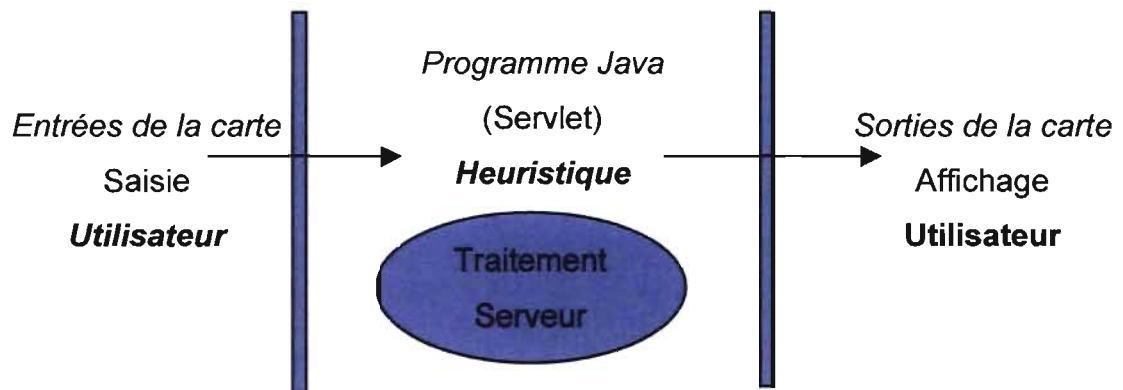 Entrées de la carte
Saisie
Utilisateur
Programme Java
(Servlet)
Heuristique
Traitement
Serveur
Sorties de la carte
Affichage
Utilisateur